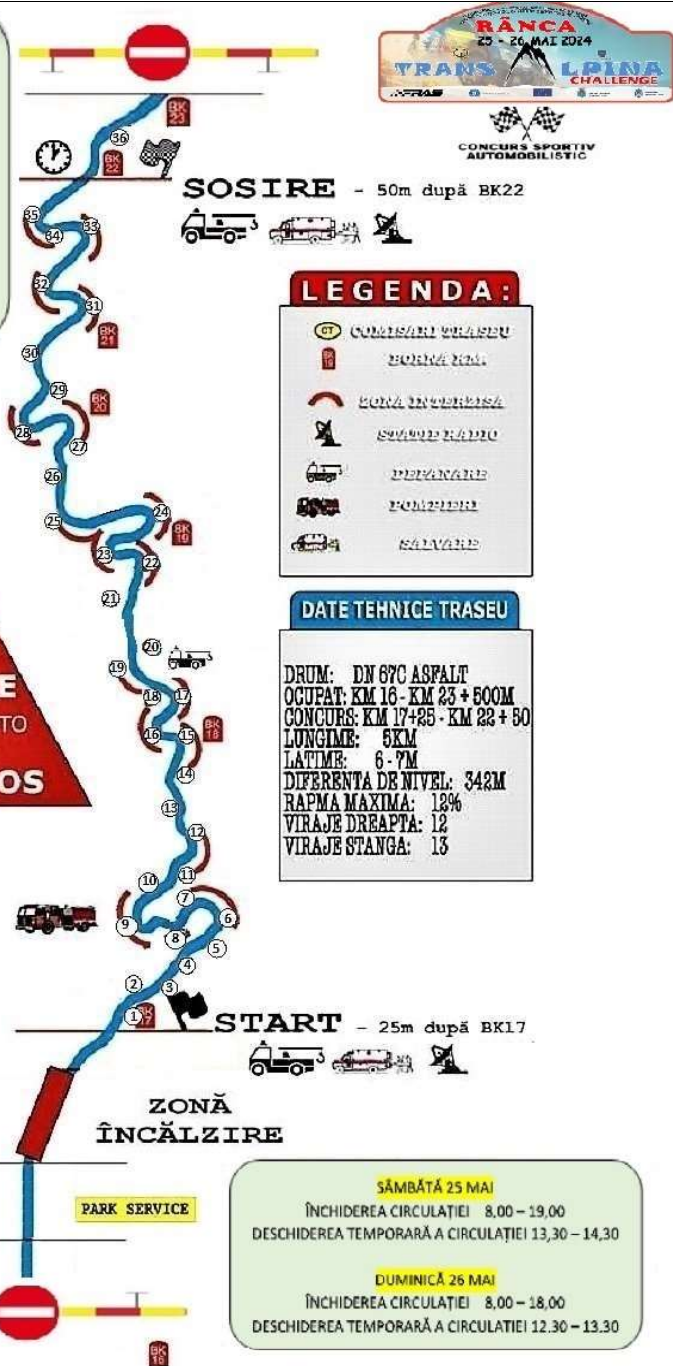 RÂNCA
25 - 26 MAI 2024
TRANS LPINA
CHALLENGE
CONCURS SPORTIV
AUTOMOBILISTIC
BK 23
36
BK 22
SOSIRE - 50m după BK22
35
34
33
32
31
BK 21
30
29
BK 20
28
27
26
25
24
BK 19
23
22
21
20
19
18
17
BK 18
16
15
14
13
12
11
10
9
8
7
6
5
4
3
2
1
BK 17
START - 25m după BK17
ZONĂ
ÎNCĂLZIRE
PARK SERVICE
BK 16
LEGENDA:
CT COMISARI TRASEU
BK 19 BORNA KM.
ZONA INTERZISA
STATIE RADIO
DEPANARE
POMPIERI
SALVARE
DATE TEHNICE TRASEU
DRUM: DN 67C ASFALT
OCUPAT: KM 16 - KM 23 + 500M
CONCURS: KM 17+25 - KM 22 + 50
LUNGIME: 5KM
LATIME: 6 - 7M
DIFERENTA DE NIVEL: 342M
RAPMA MAXIMA: 12%
VIRAJE DREAPTA: 12
VIRAJE STANGA: 13
E
TO
OS
SÂMBĂTĂ 25 MAI
ÎNCHIDEREA CIRCULAȚIEI 8,00 – 19,00
DESCHIDEREA TEMPORARĂ A CIRCULAȚIEI 13,30 – 14,30
DUMINICĂ 26 MAI
ÎNCHIDEREA CIRCULAȚIEI 8,00 – 18,00
DESCHIDEREA TEMPORARĂ A CIRCULATIEI 12.30 – 13.30